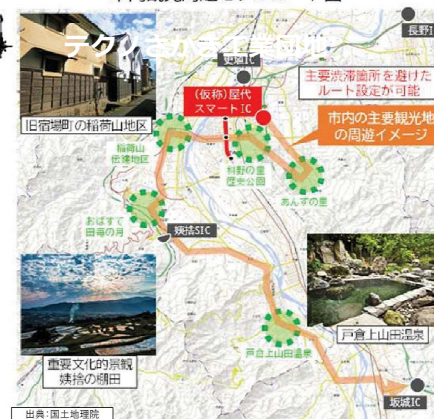 長野I
更埴IC
主要渋滞箇所を避けた
ルート設定が可能
(仮称)屋代
スマートIC
市内の主要観光地
の周遊イメージ
旧宿場町の稲荷山地区
稲荷山
伝建地区
科野の里
歴史公園
あんずの里
おばすて
田毎の月
姨捨SIC
戸倉上山田温泉
戸倉上山田温泉
重要文化的景観
姨捨の棚田
坂城IC
出典:国土地理院